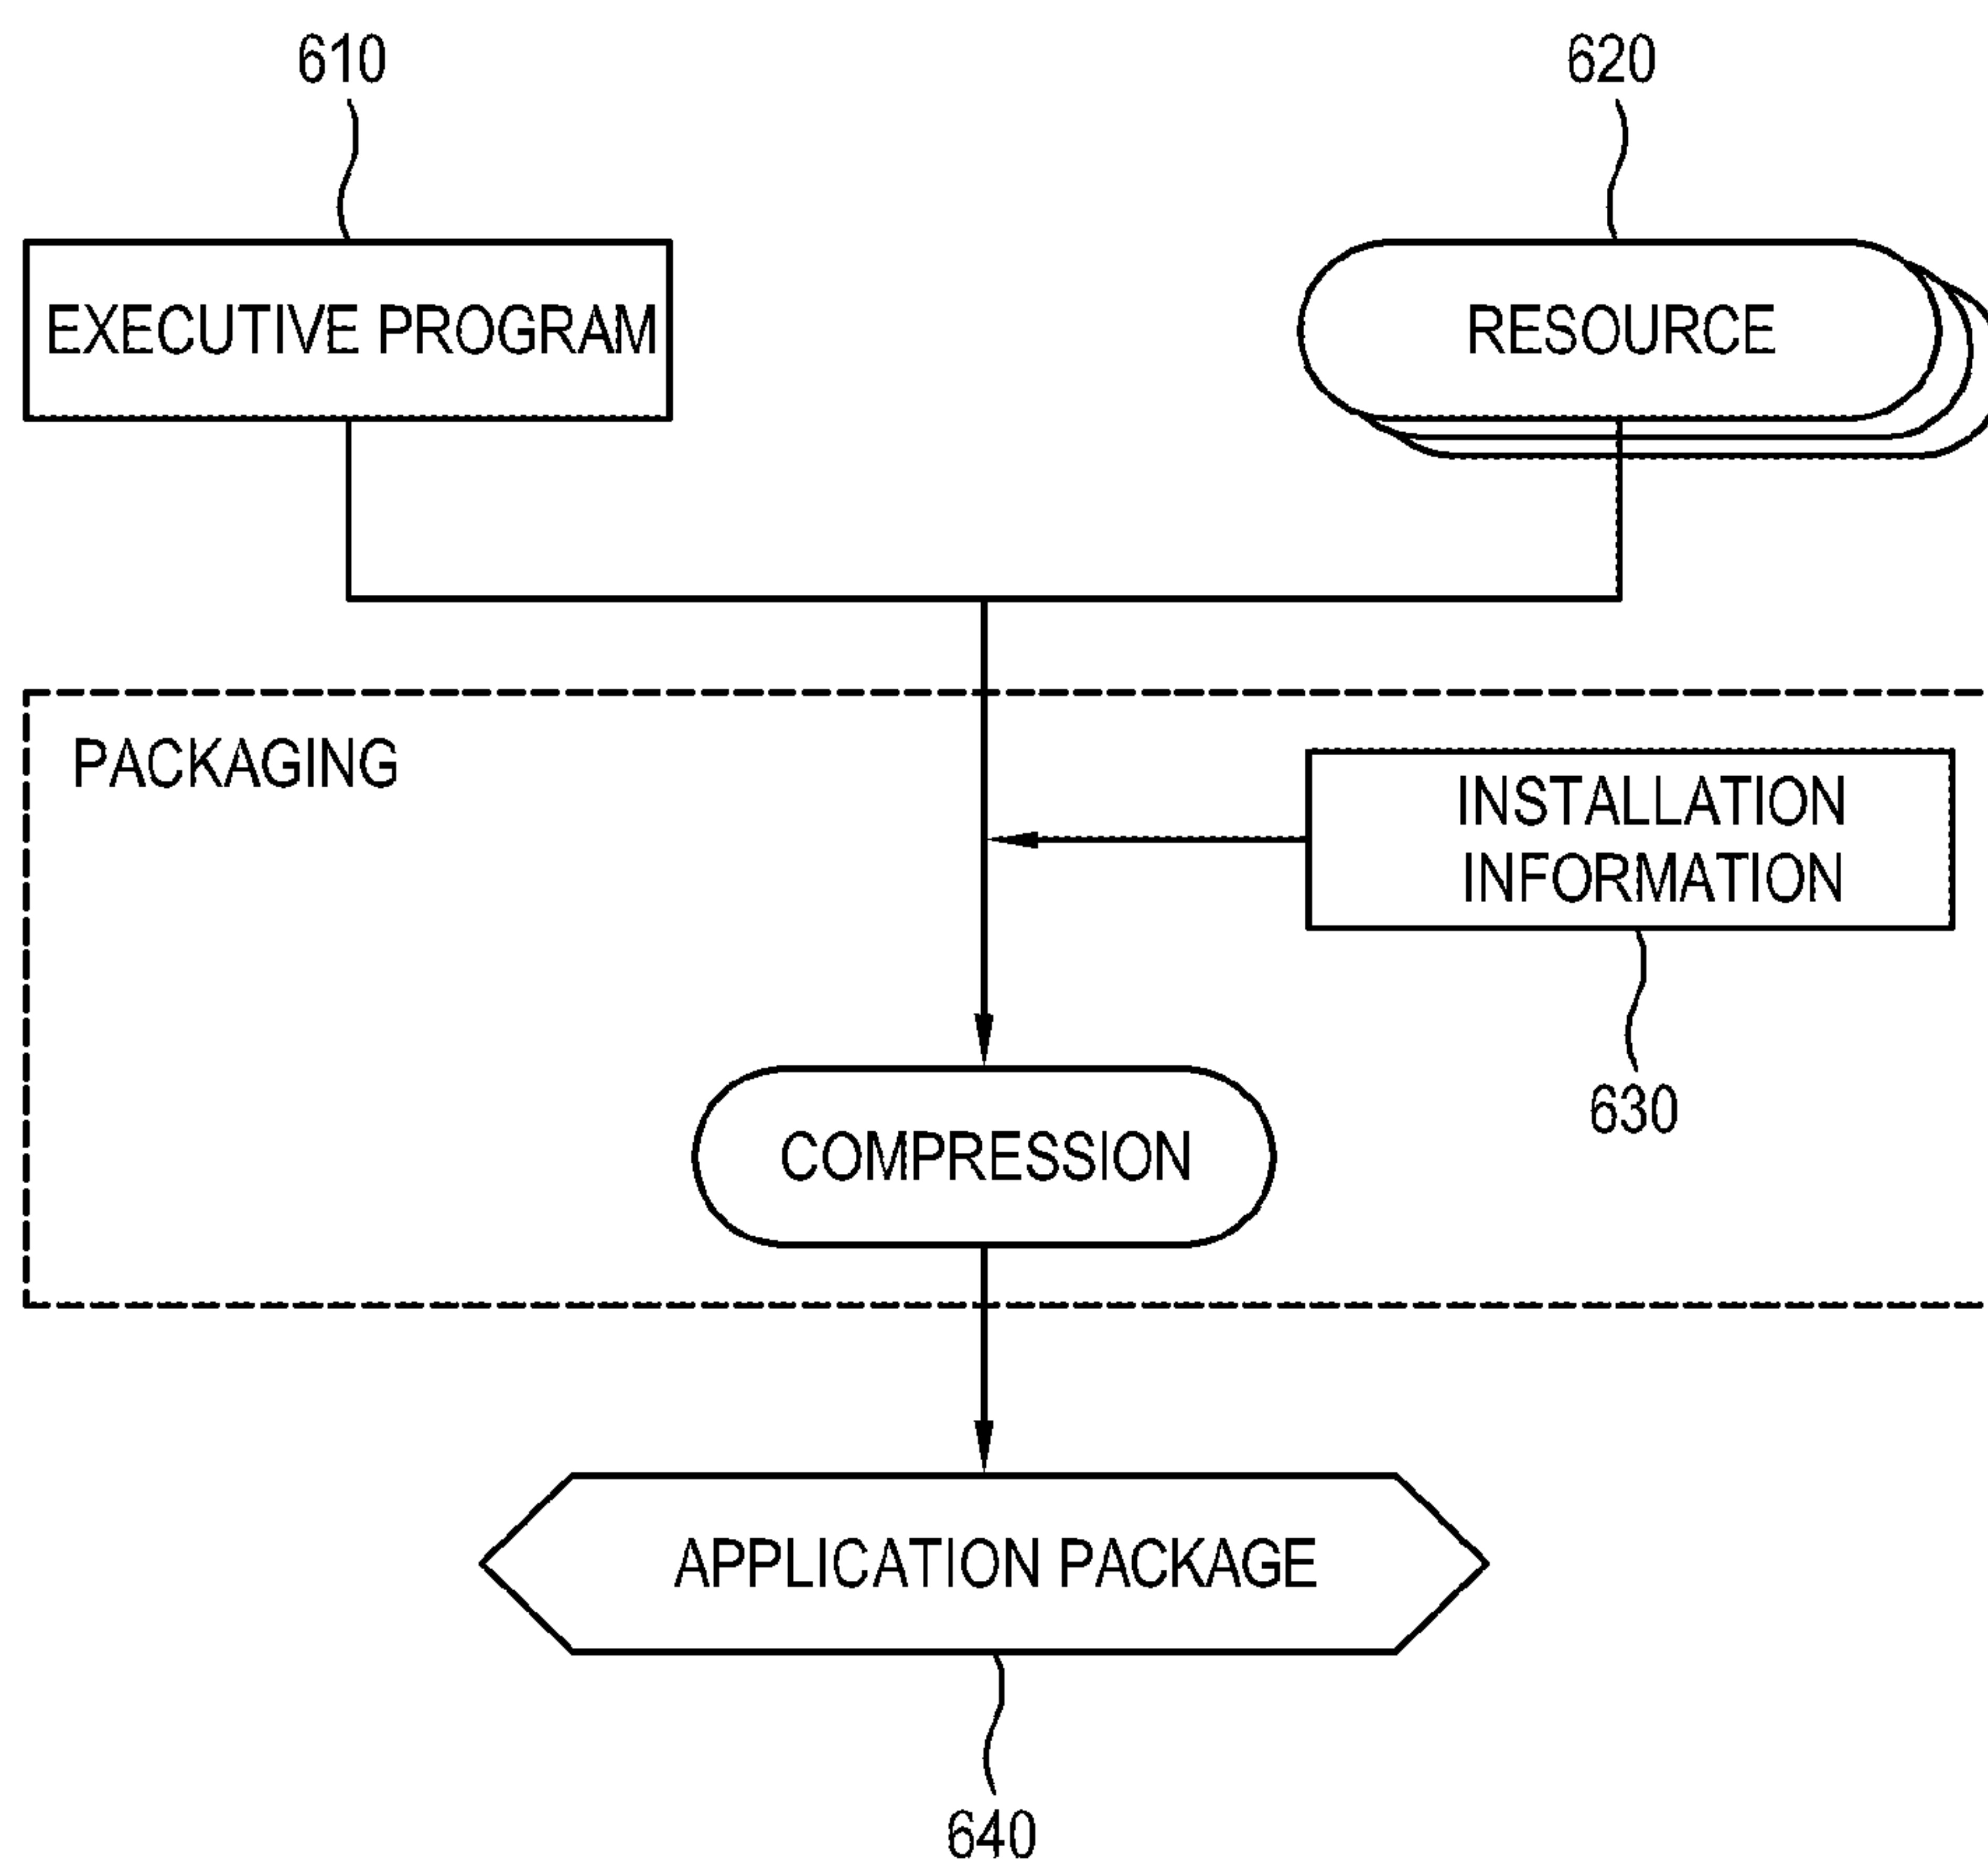 610
620
EXECUTIVE PROGRAM
RESOURCE
PACKAGING
INSTALLATION
INFORMATION
630
COMPRESSION
APPLICATION PACKAGE
640